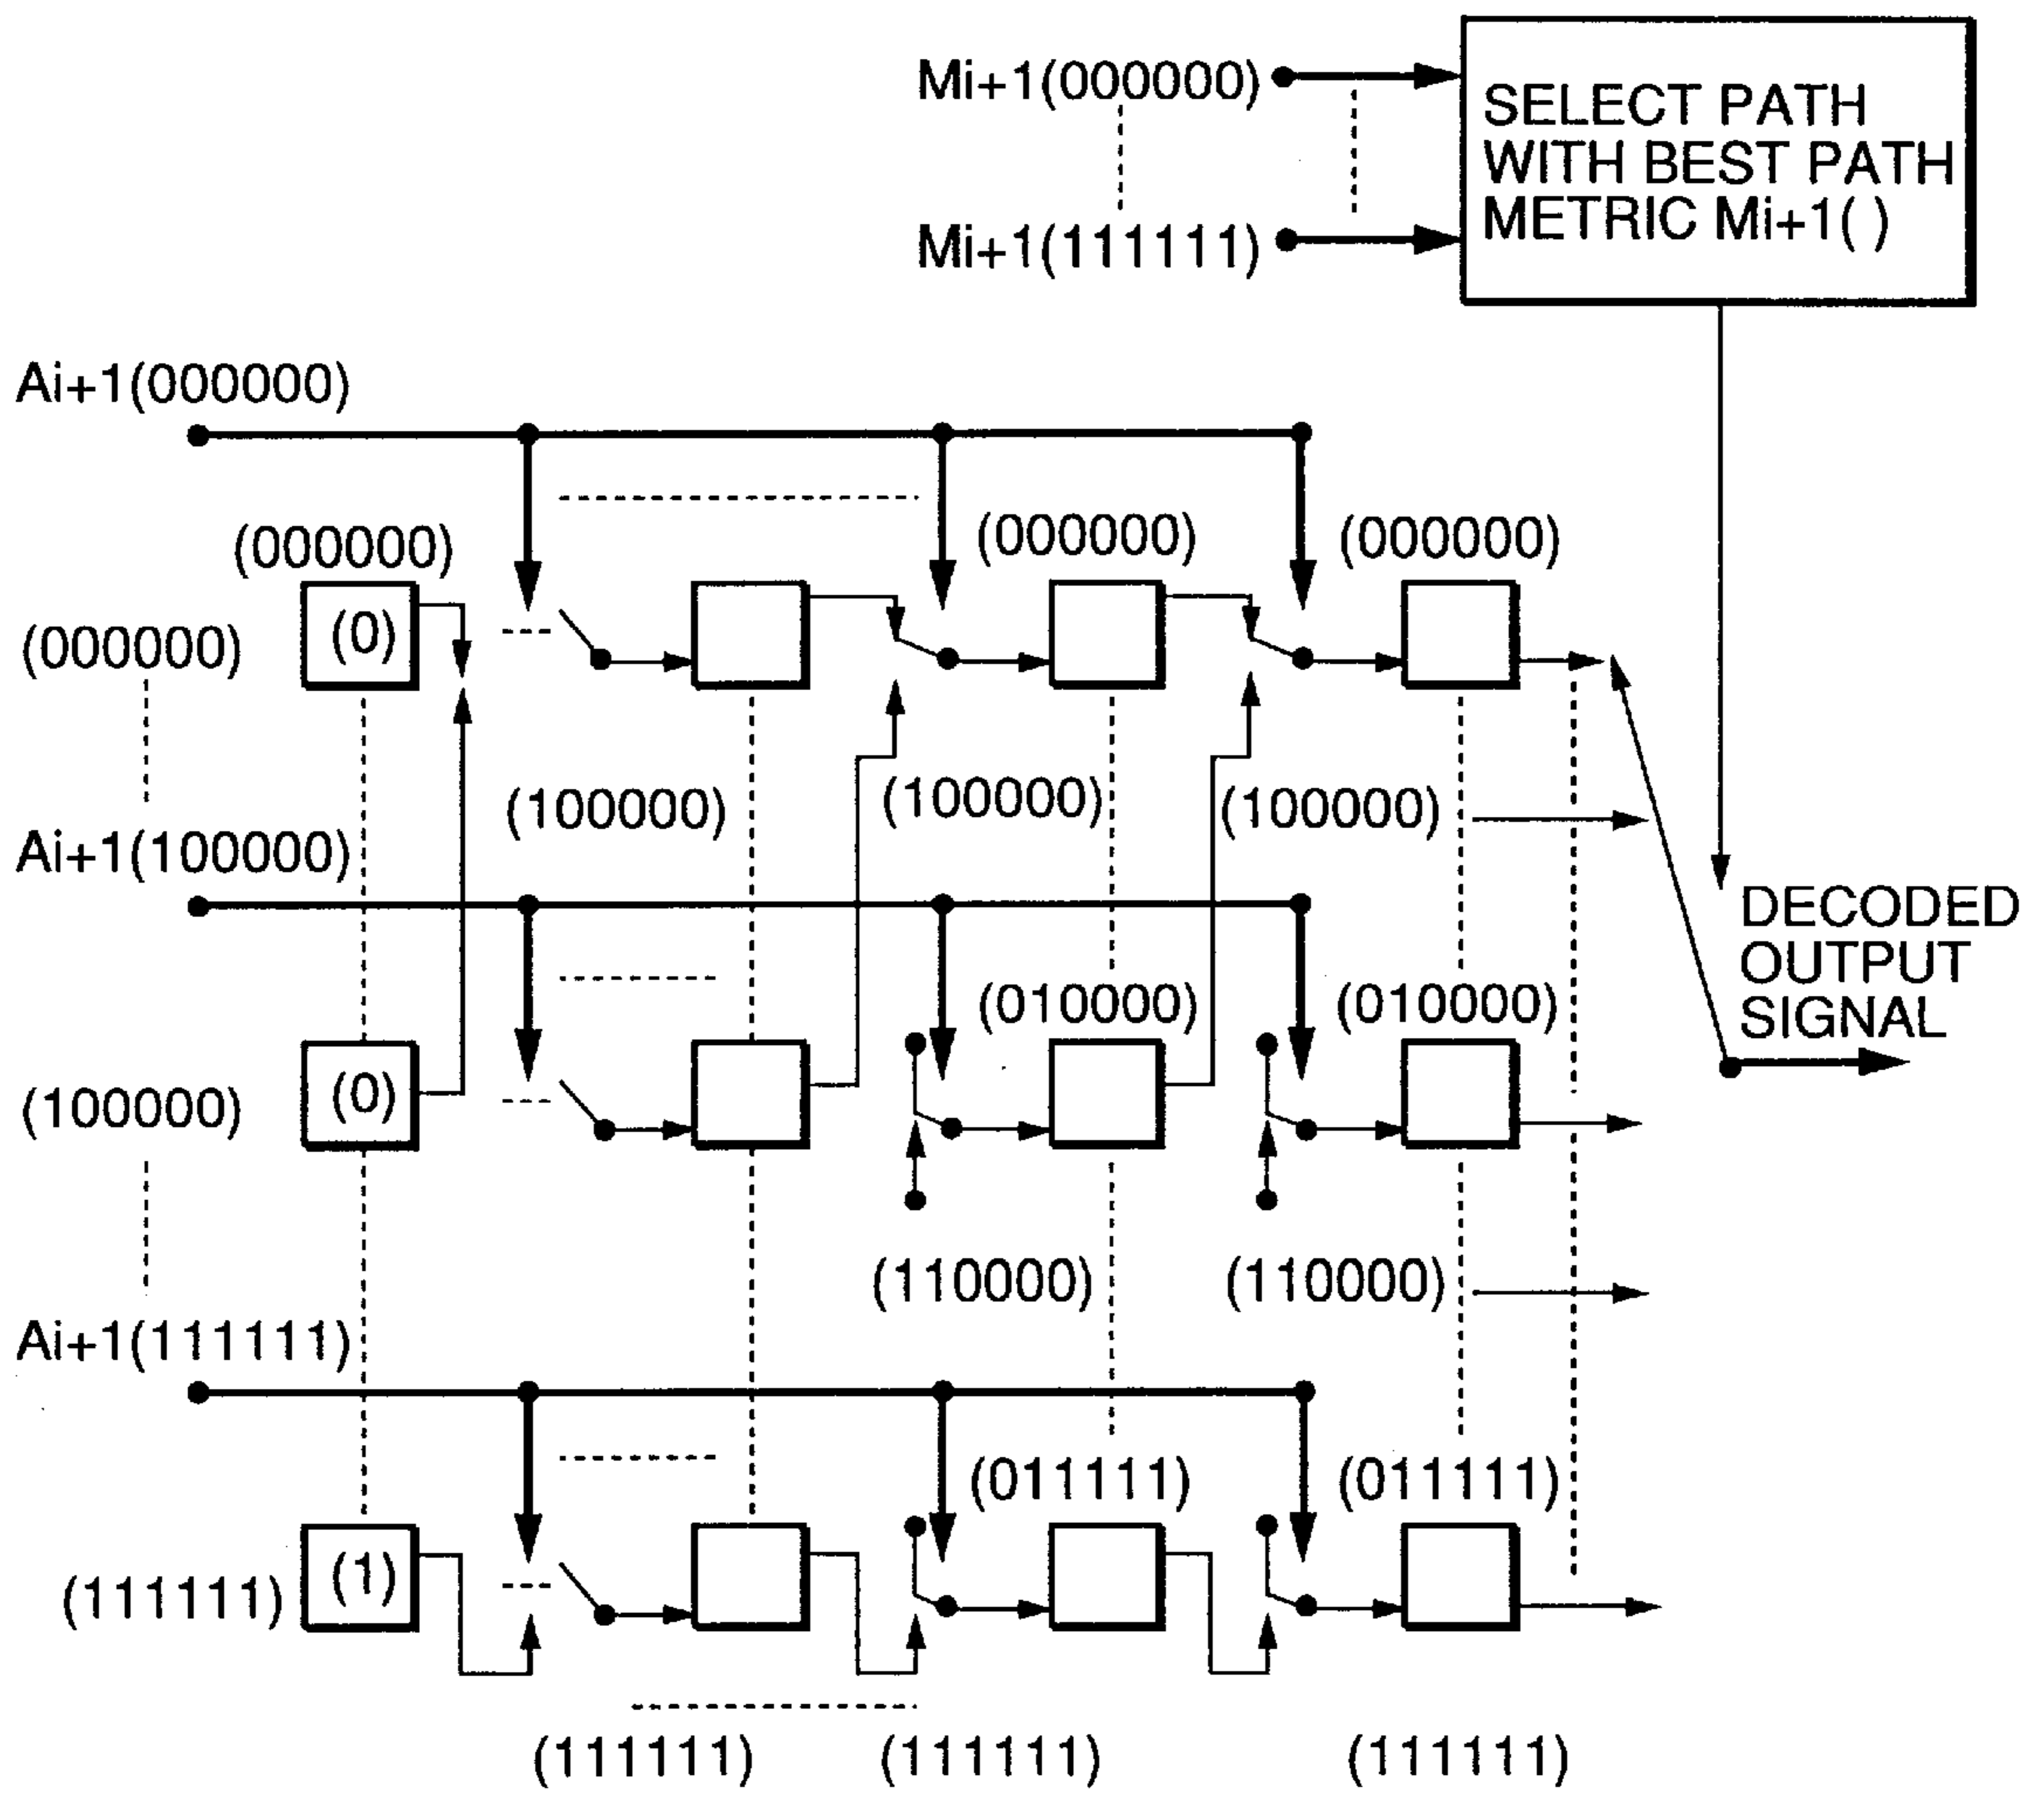 Mi+1(000000)
SELECT PATH
WITH BEST PATH
METRIC Mi+1( )
Mi+1(111111)
Ai+1(000000)
(000000)
(000000)
(000000)
(000000)
(0)
(100000)
(100000)
(100000)
Ai+1(100000)
DECODED
OUTPUT
SIGNAL
(010000)
(010000)
(100000)
(0)
(110000)
(110000)
Ai+1(111111)
(011111)
(011111)
(111111)
(1)
(111111)
(111111)
(111111)